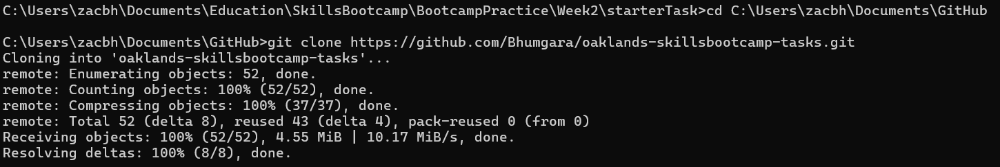 C:\Users\zacbh\Documents\Education\SkillsBootcamp\BootcampPractice\Week2\starterTask>cd C:\Users\zacbh\Documents\GitHub
C:\Users\zacbh\Documents\GitHub>git clone https://github.com/Bhumgara/oaklands-skillsbootcamp-tasks.git
Cloning into 'oaklands-skillsbootcamp-tasks'...
remote: Enumerating objects: 52, done.
remote: Counting objects: 100% (52/52), done.
remote: Compressing objects: 100% (37/37), done.
remote: Total 52 (delta 8), reused 43 (delta 4), pack-reused 0 (from 0)
Receiving objects: 100% (52/52), 4.55 MiB | 10.17 MiB/s, done.
Resolving deltas: 100% (8/8), done.